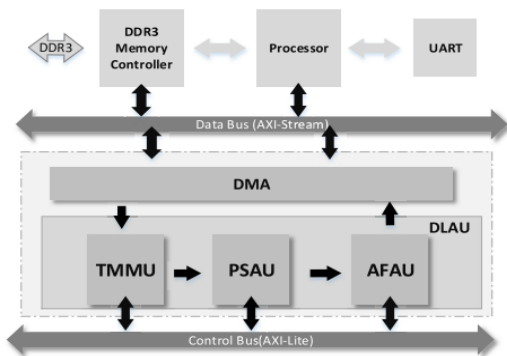 DDR3
DDR3
Memory
Controller
Processor
UART
Data Bus (AXI-Stream)
DMA
DLAU
TMMU
PSAU
AFAU
Control Bus(AXI-Lite)